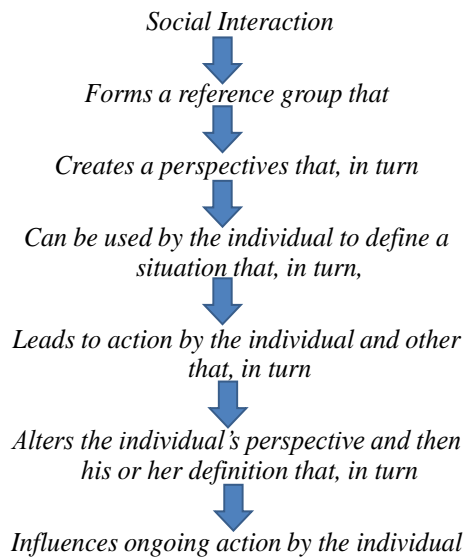 Social Interaction
Forms a reference group that
Creates a perspectives that, in turn
Can be used by the individual to define a
situation that, in turn,
Leads to action by the individual and other
that, in turn
Alters the individual's perspective and then
his or her definition that, in turn
Influences ongoing action by the individual